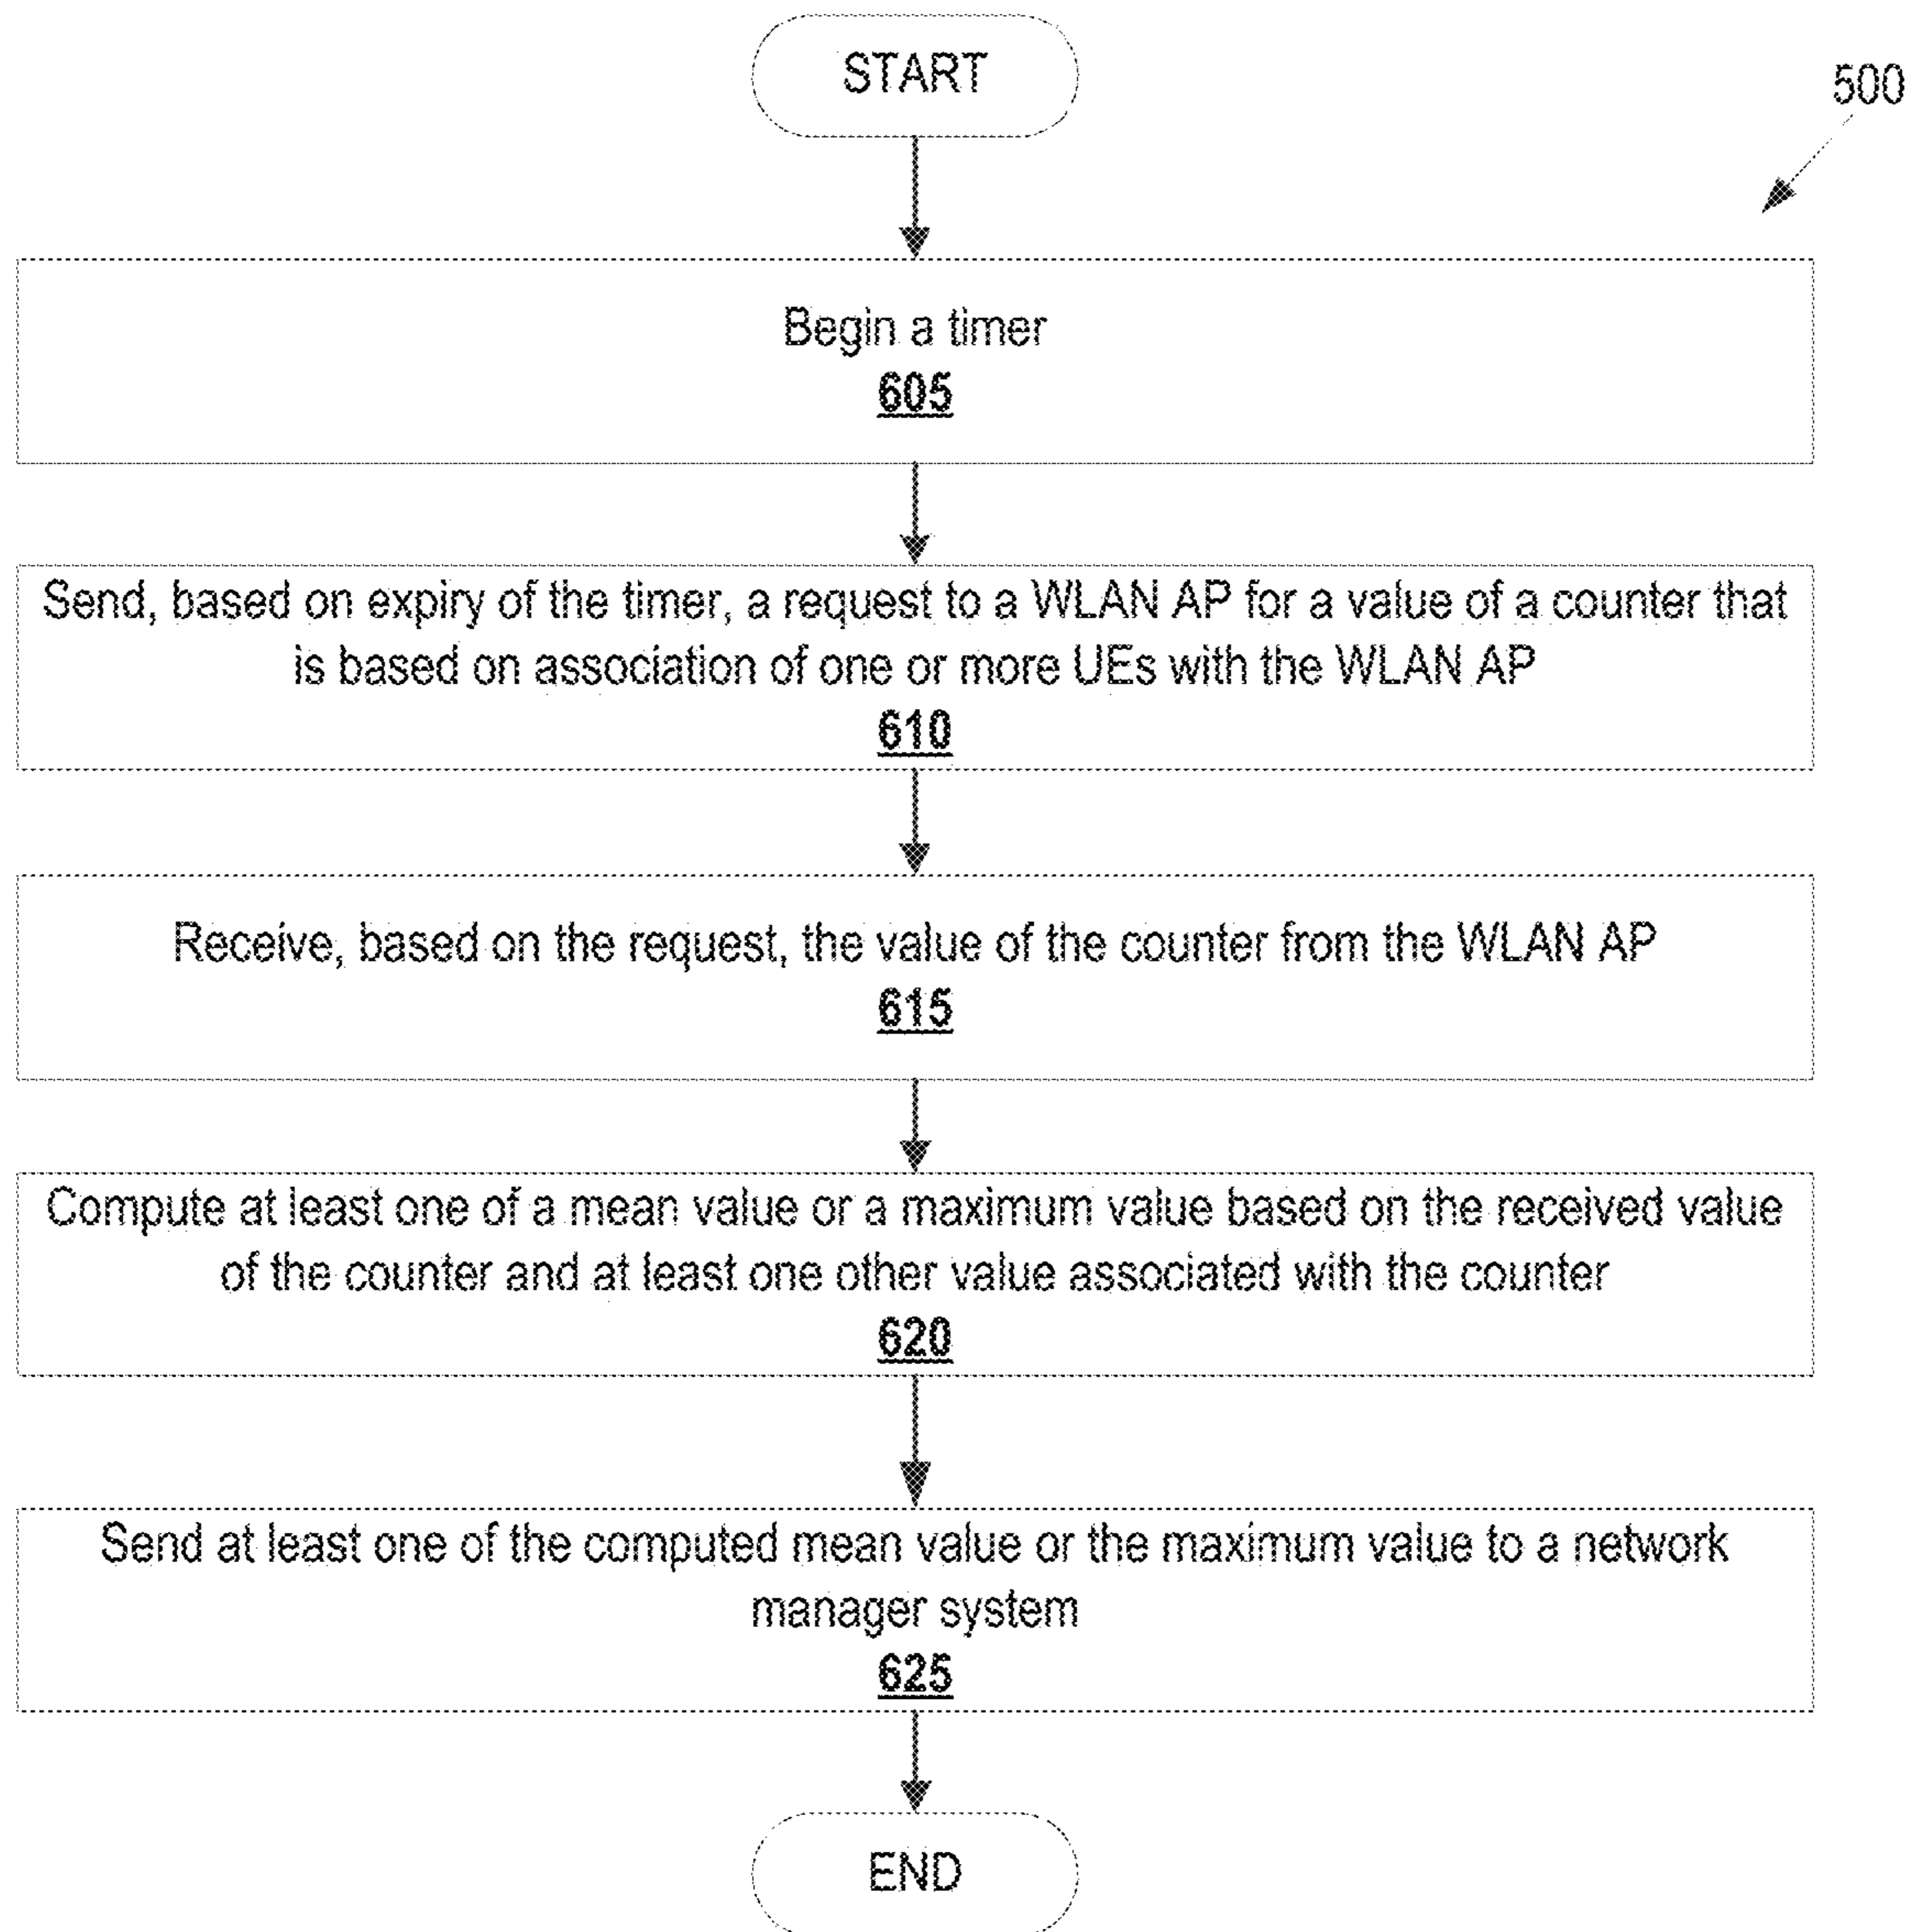 START
500
Begin a timer
605
Send, based on expiry of the timer, a request to a WLAN AP for a value of a counter that
is based on association of one or more UEs with the WLAN AP
610
Receive, based on the request, the value of the counter from the WLAN AP
615
Compute at least one of a mean value or a maximum value based on the received value
of the counter and at least one other value associated with the counter
620
Send at least one of the computed mean value or the maximum value to a network
manager system
625
END